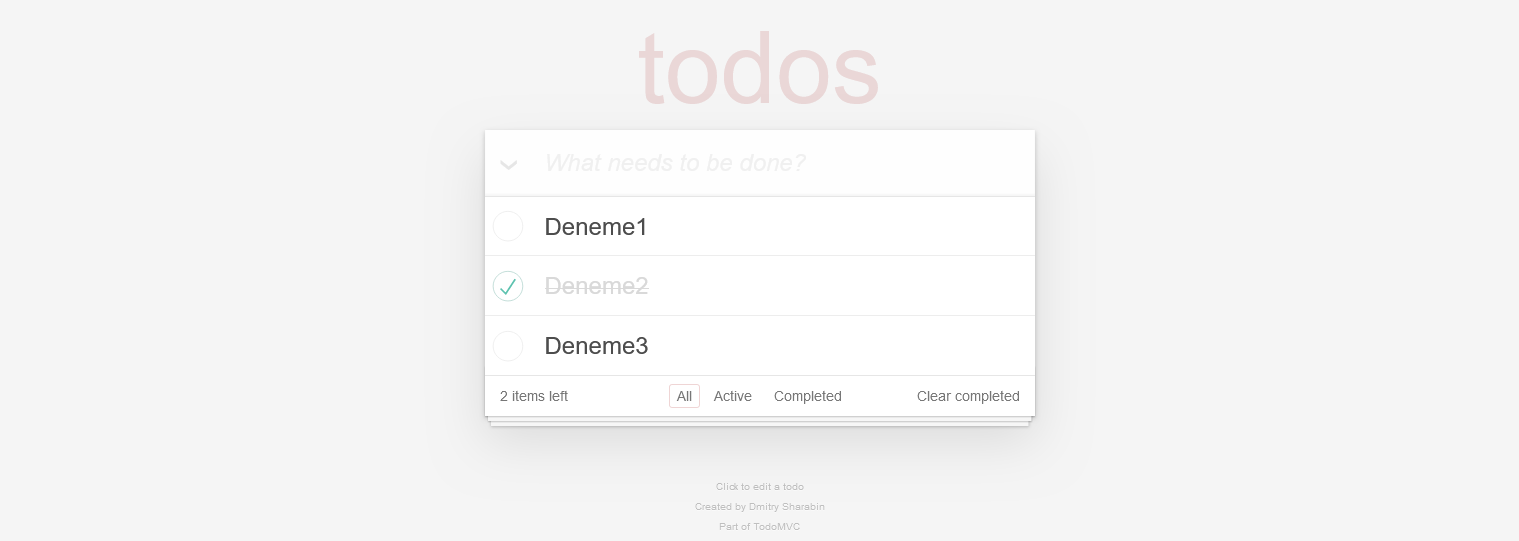 todos
What needs to be done?
Deneme1
Deneme2
Deneme3
2 items left All Active Completed Clear completed
Click to edit a todo
Created by Dmitry Sharabin
Part of TodoMVC